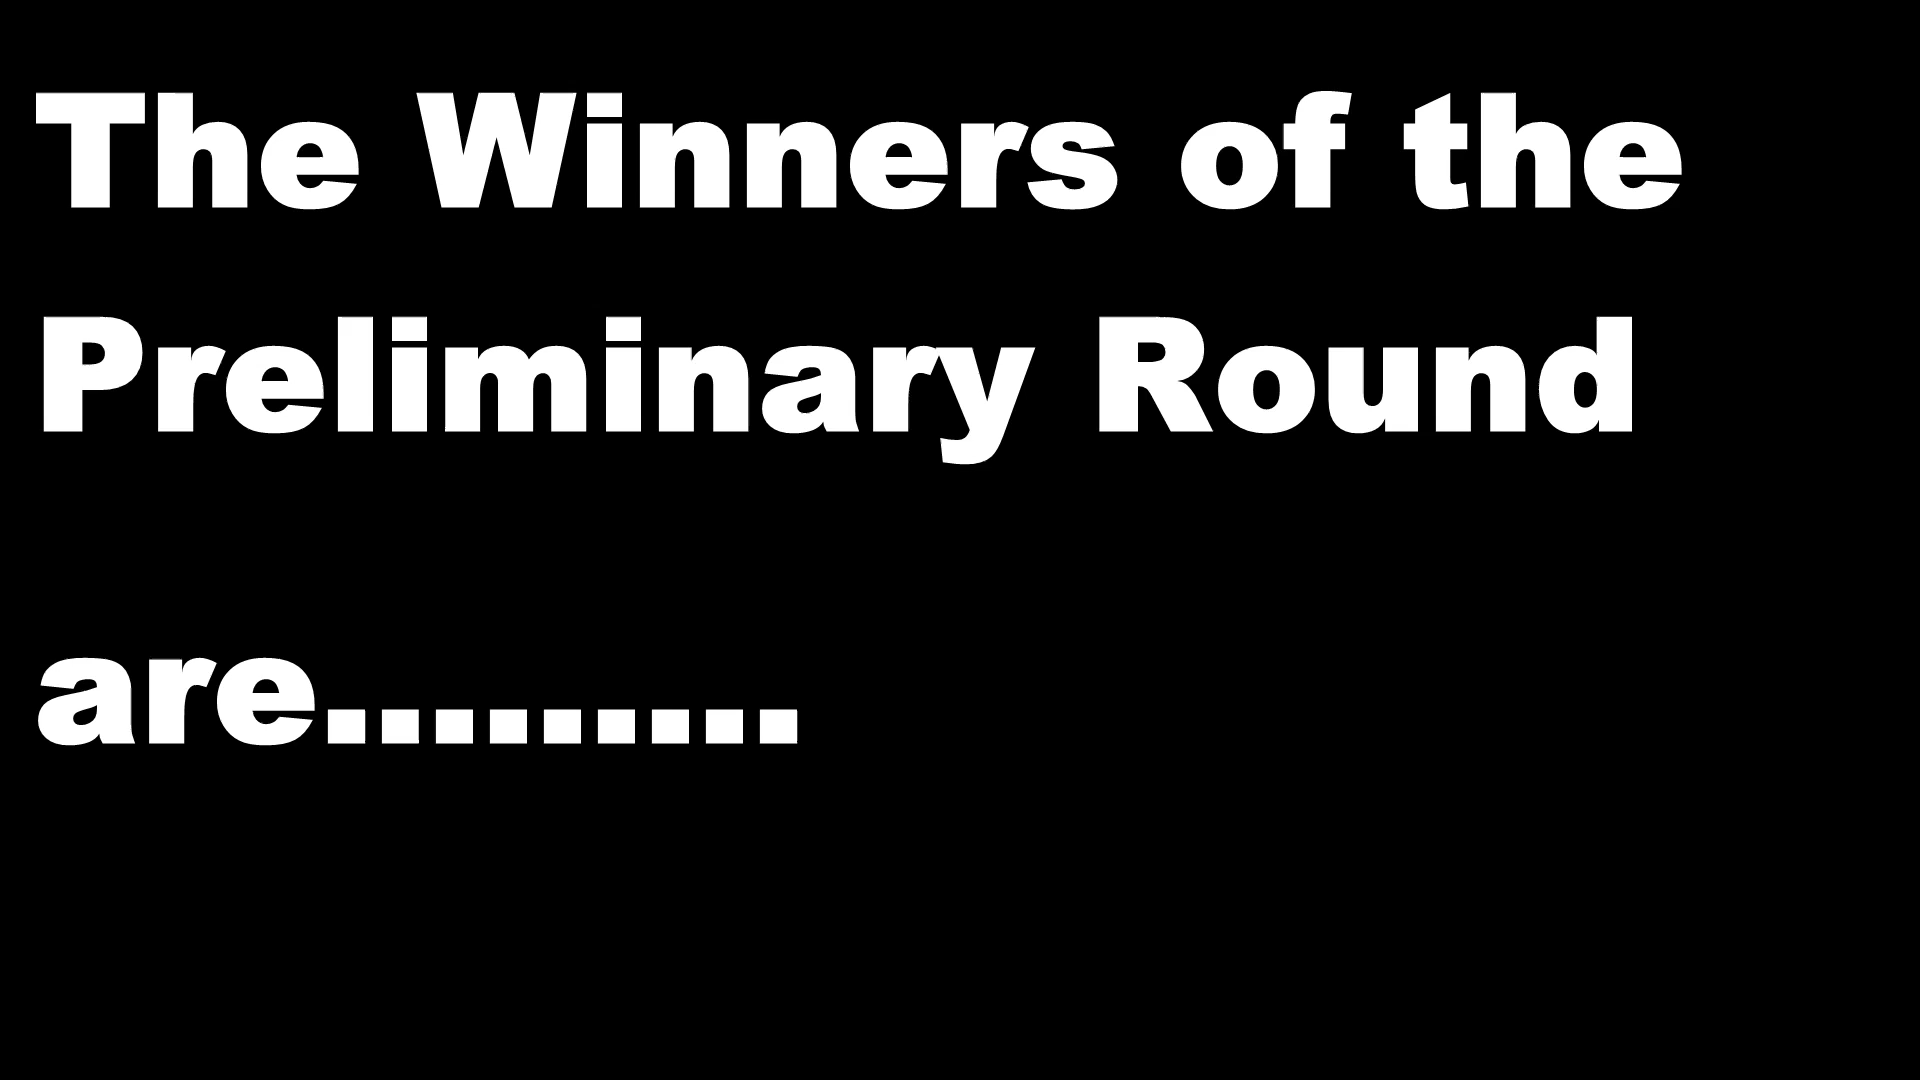 The Winners of the
Preliminary Round
are.........